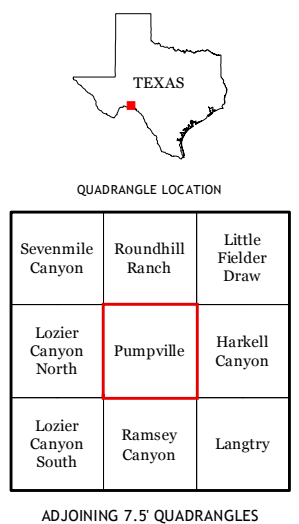 TEXAS
QUADRANGLE LOCATION
Sevenmile
Canyon
Roundhill
Ranch
Little
Fielder
Draw
Lozier
Canyon
North
Pumpville
Harkell
Canyon
Lozier
Canyon
South
Ramsey
Canyon
Langtry
ADJOINING 7.5' QUADRANGLES